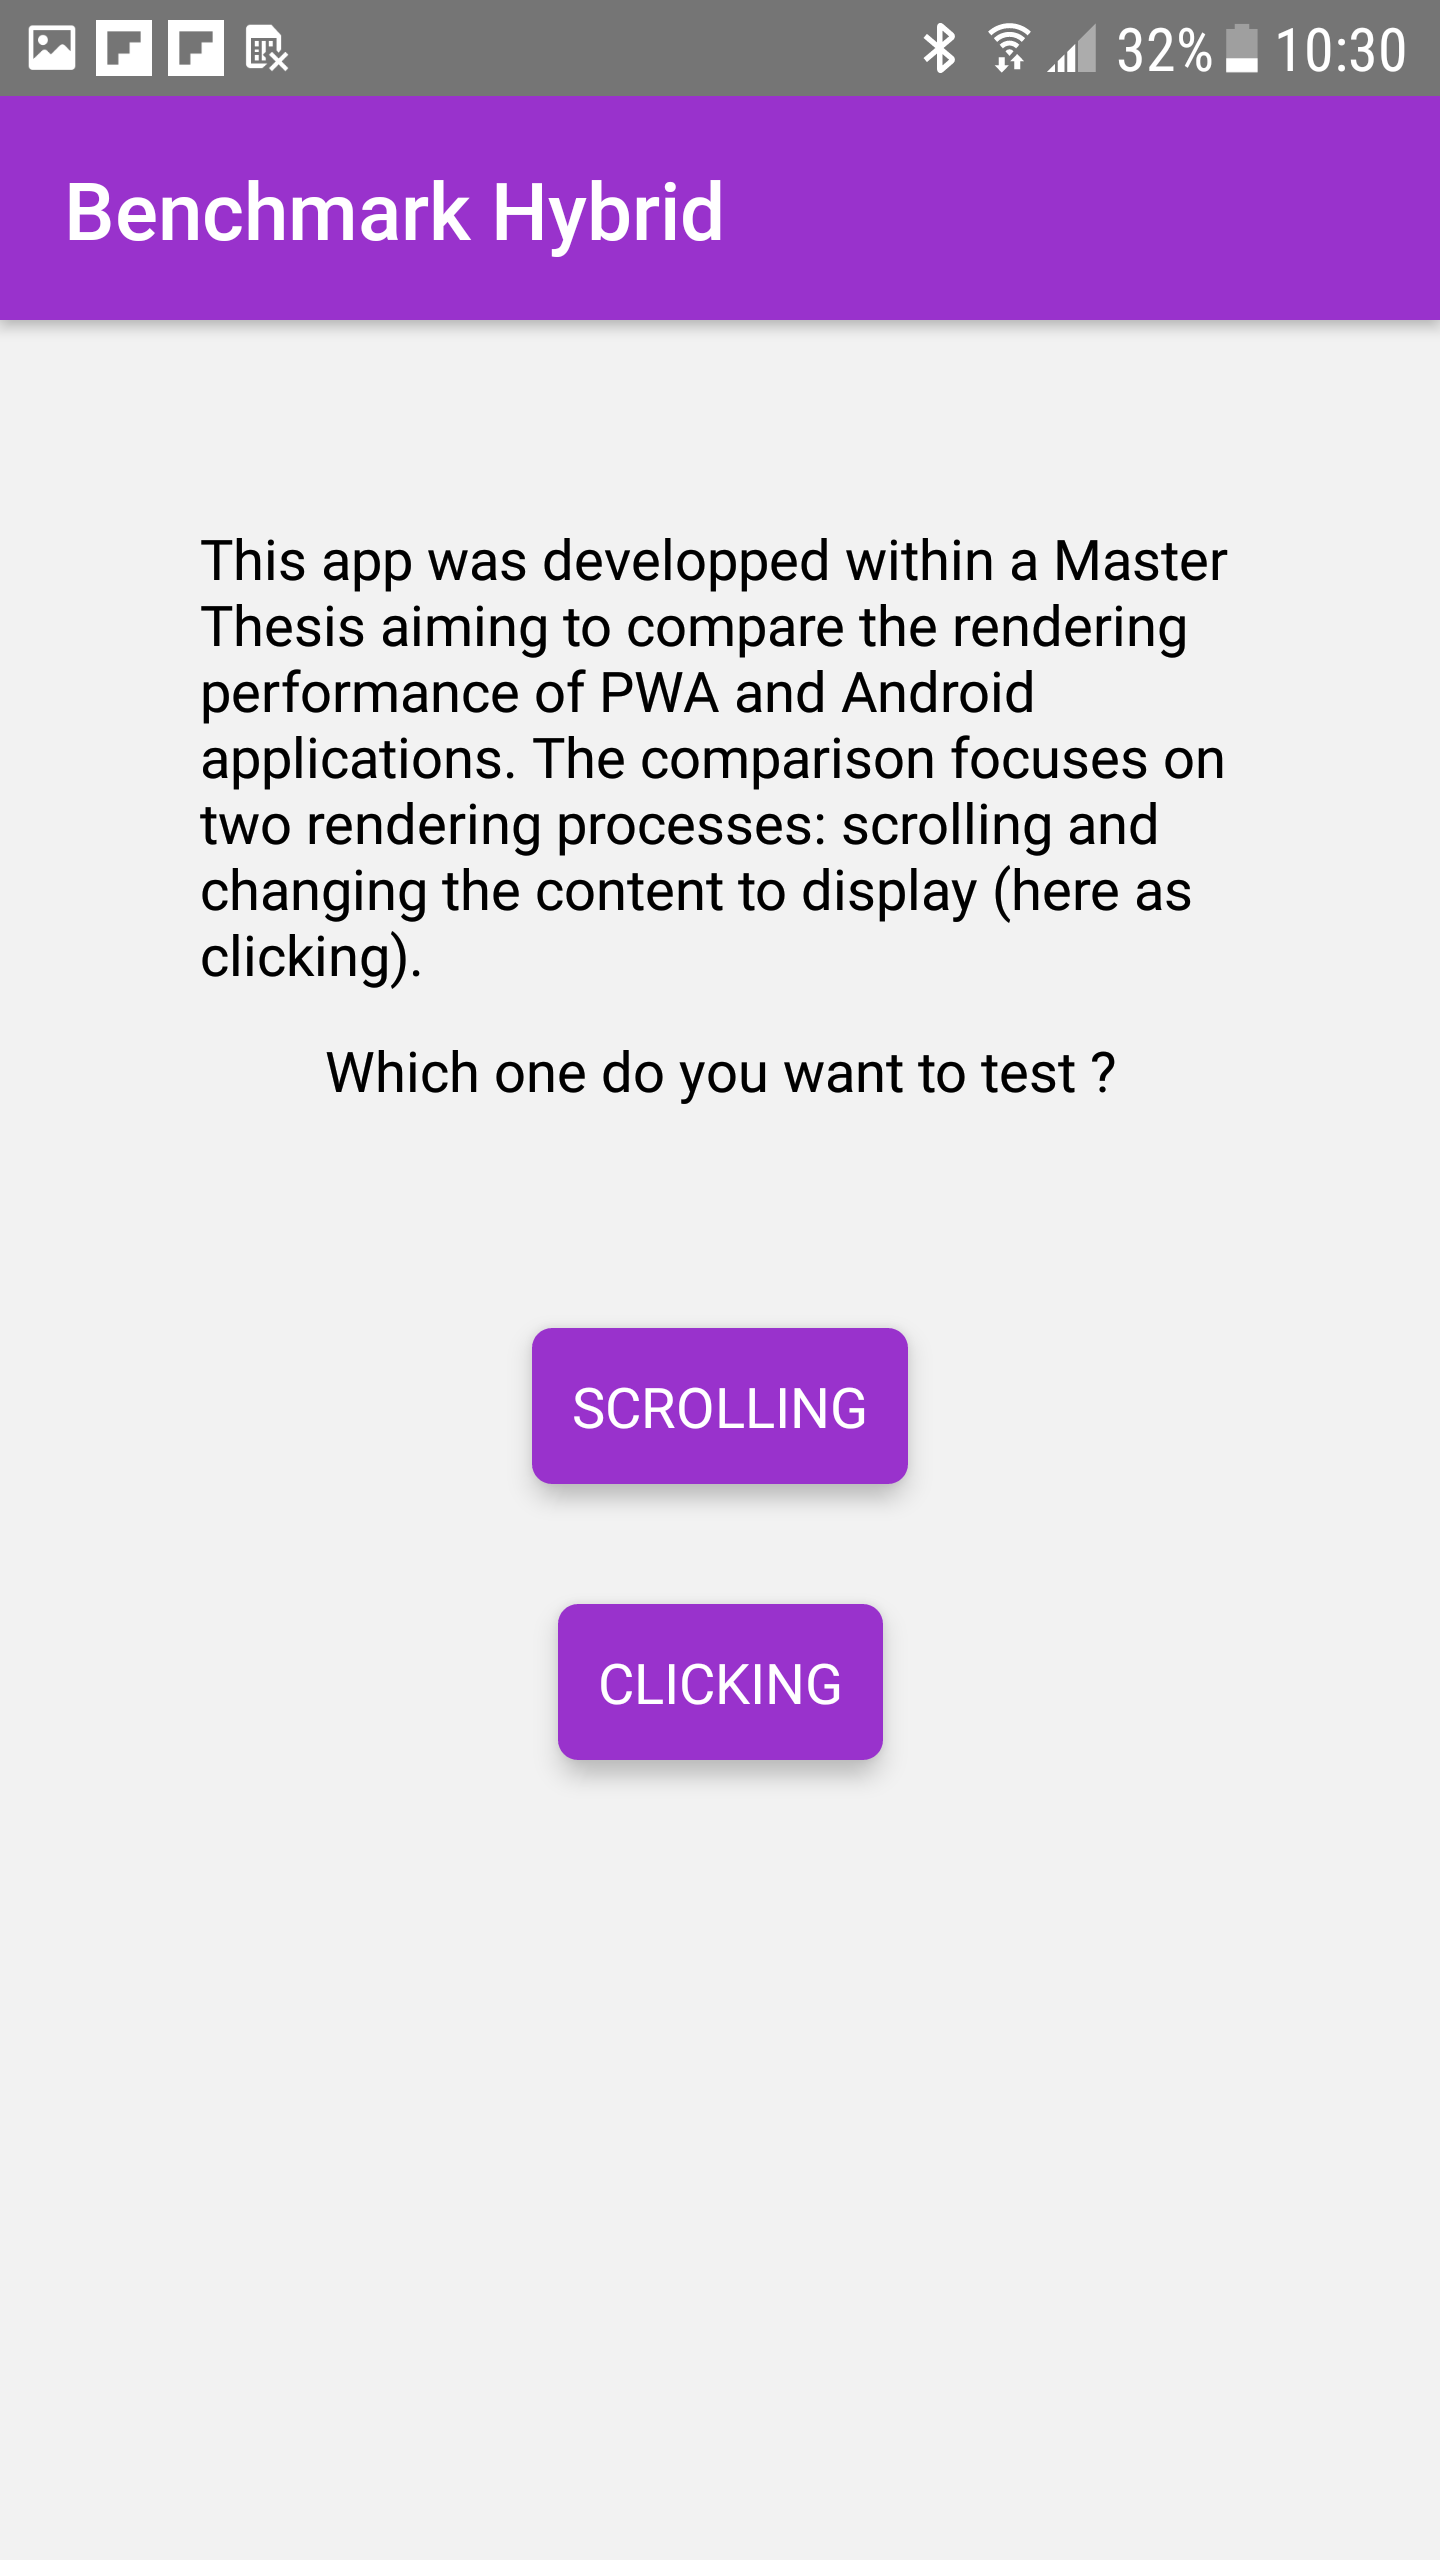 32% 10:30
Benchmark Hybrid
This app was developped within a Master
Thesis aiming to compare the rendering
performance of PWA and Android
applications. The comparison focuses on
two rendering processes: scrolling and
changing the content to display (here as
clicking).
Which one do you want to test ?
SCROLLING
CLICKING